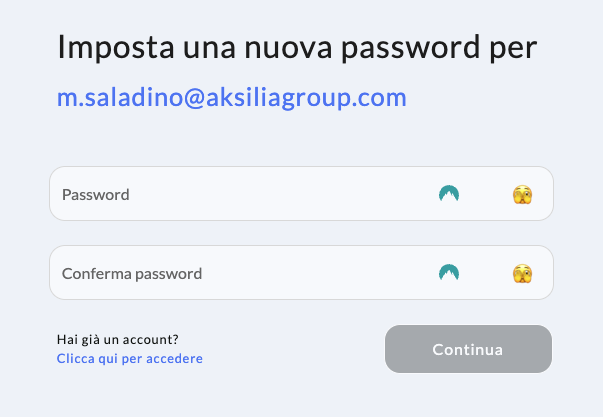 Imposta una nuova password per
m.saladino@aksiliagroup.com
Password
Conferma password
Hai già un account?
Clicca qui per accedere
Continua